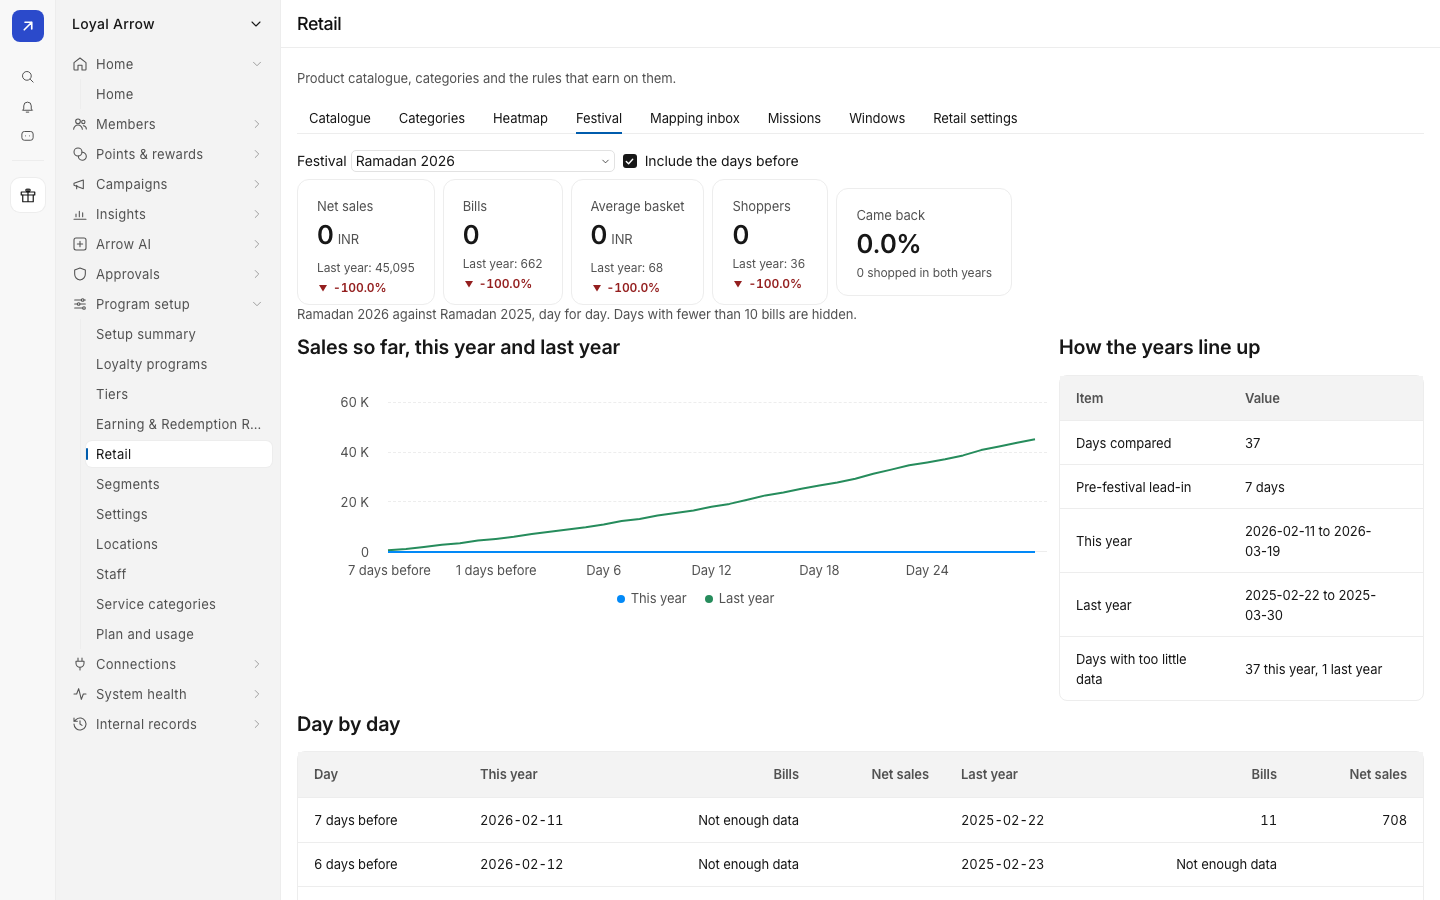 Loyal Arrow
Home
Home
Members
Points & rewards
Campaigns
Insights
Arrow AI
Approvals
Program setup
Setup summary
Loyalty programs
Tiers
Earning & Redemption R...
Retail
Segments
Settings
Locations
Staff
Service categories
Plan and usage
Connections
System health
Internal records
Retail
Product catalogue, categories and the rules that earn on them.
Catalogue Categories Heatmap Festival Mapping inbox Missions Windows Retail settings
Festival Ramadan 2026 Include the days before
Net sales
0 INR
Last year: 45,095
▼ -100.0%
Bills
0
Last year: 662
▼ -100.0%
Average basket
0 INR
Last year: 68
▼ -100.0%
Shoppers
0
Last year: 36
▼ -100.0%
Came back
0.0%
0 shopped in both years
Ramadan 2026 against Ramadan 2025, day for day. Days with fewer than 10 bills are hidden.
Sales so far, this year and last year
60 K
40 K
20 K
0
7 days before 1 days before Day 6 Day 12 Day 18 Day 24
This year Last year
How the years line up
Item Value
Days compared 37
Pre-festival lead-in 7 days
This year 2026-02-11 to 2026-
03-19
Last year 2025-02-22 to 2025-
03-30
Days with too little
data 37 this year, 1 last year
Day by day
Day This year Bills Net sales Last year Bills Net sales
7 days before 2026-02-11 Not enough data 2025-02-22 11 708
6 days before 2026-02-12 Not enough data 2025-02-23 Not enough data